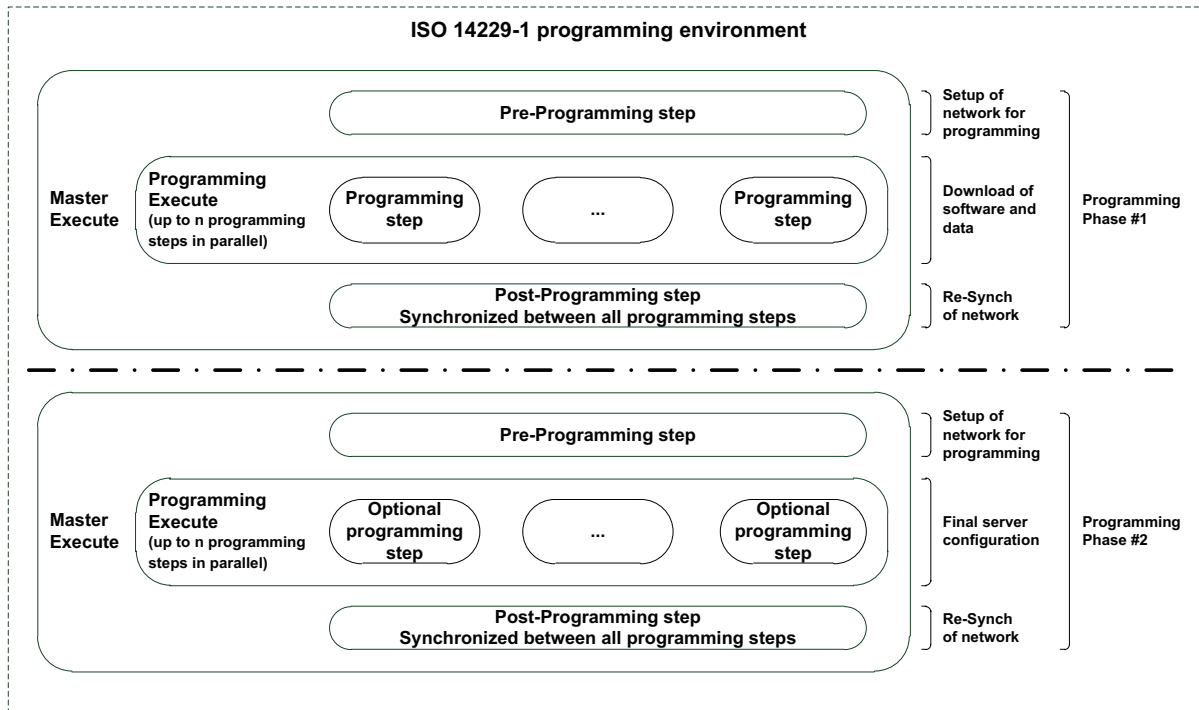 ISO 14229-1 programming environment
Pre-Programming step
Setup of
network for
programming
Master
Execute
Programming
Execute
(up to n programming
steps in parallel)
Programming
step
...
Programming
step
Download of
software and
data
Programming
Phase #1
Post-Programming step
Synchronized between all programming steps
Re-Synch
of network
Pre-Programming step
Setup of
network for
programming
Master
Execute
Programming
Execute
(up to n programming
steps in parallel)
Optional
programming
step
...
Optional
programming
step
Final server
configuration
Programming
Phase #2
Post-Programming step
Synchronized between all programming steps
Re-Synch
of network